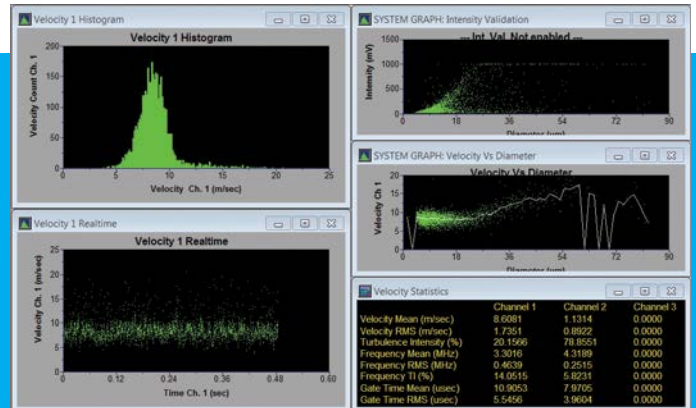 Velocity 1 Histogram
Velocity 1 Histogram
200
150
100
50
0
Velocity Count Ch. 1
0 5 10 15 20 25
Velocity Ch. 1 (m/sec)
Velocity 1 Realtime
Velocity 1 Realtime
25
20
15
10
5
0
Velocity Ch. 1 (m/sec)
0.00 0.12 0.24 0.36 0.48 0.60
Time Ch. 1 (sec)
SYSTEM GRAPH: Intensity Validation
--- Int. Val. Not enabled ---
1500
1000
500
0
Intensity (mV)
0 18 36 54 72 90
Diameter (um)
SYSTEM GRAPH: Velocity Vs Diameter
Velocity Vs Diameter
20
15
10
5
0
Velocity Ch 1
0 18 36 54 72 90
Diameter (um)
Velocity Statistics
Channel 1 Channel 2 Channel 3
Velocity Mean (m/sec) 8.6081 1.1314 0.0000
Velocity RMS (m/sec) 1.7351 0.8922 0.0000
Turbulence Intensity (%) 20.1566 78.8551 0.0000
Frequency Mean (MHz) 3.3016 4.3189 0.0000
Frequency RMS (MHz) 0.4639 0.2515 0.0000
Frequency TI (%) 14.0515 5.8231 0.0000
Gate Time Mean (usec) 10.9053 7.9705 0.0000
Gate Time RMS (usec) 5.5456 3.9604 0.0000